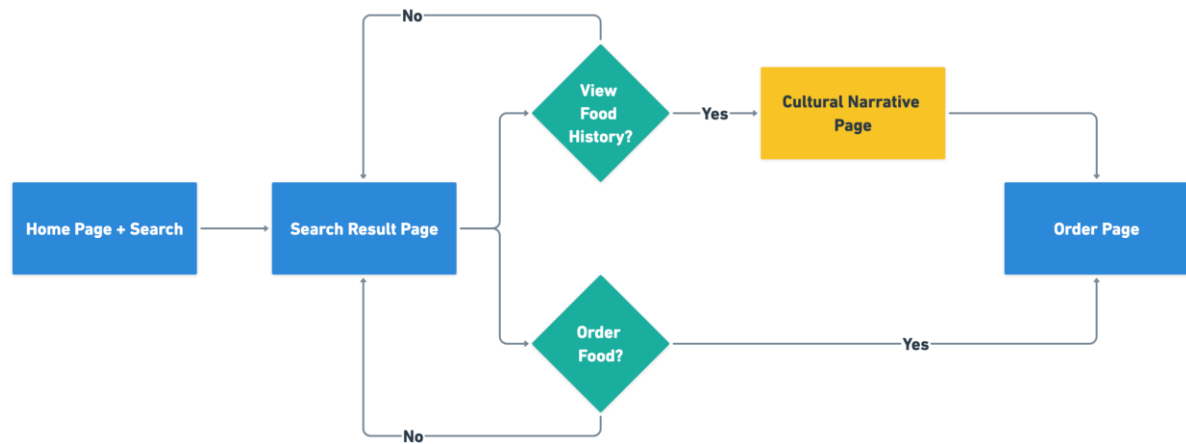 No
View
Food
History?
Yes
Cultural Narrative
Page
Home Page + Search
Search Result Page
Order Page
Order
Food?
Yes
No